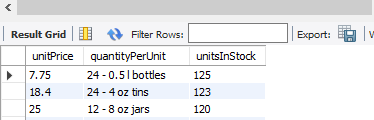 Result Grid Filter Rows: Export:
unitPrice quantityPerUnit unitsInStock
7.75 24 - 0.5 l bottles 125
18.4 24 - 4 oz tins 123
25 12 - 8 oz jars 120